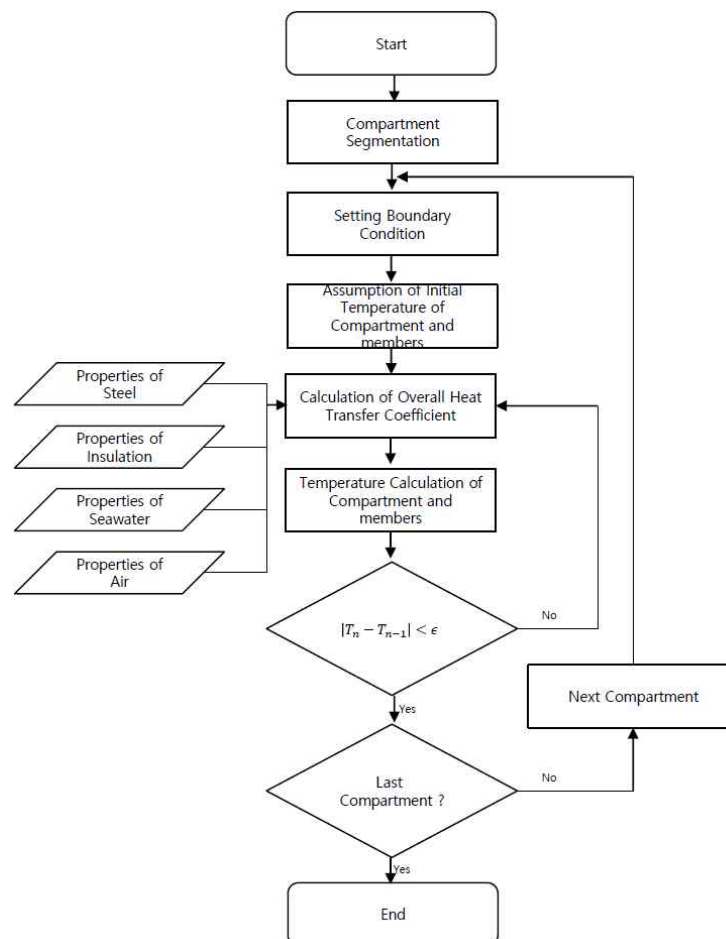 Start
Compartment
Segmentation
Setting Boundary
Condition
Assumption of Initial
Temperature of
Compartment and
members
Properties of
Steel
Calculation of Overall Heat
Transfer Coefficient
Properties of
Insulation
Temperature Calculation of
Compartment and
members
Properties of
Seawater
Properties of
Air
|Tₙ − Tₙ₋₁| < ϵ
No
Yes
Next Compartment
Last
Compartment ?
No
Yes
End